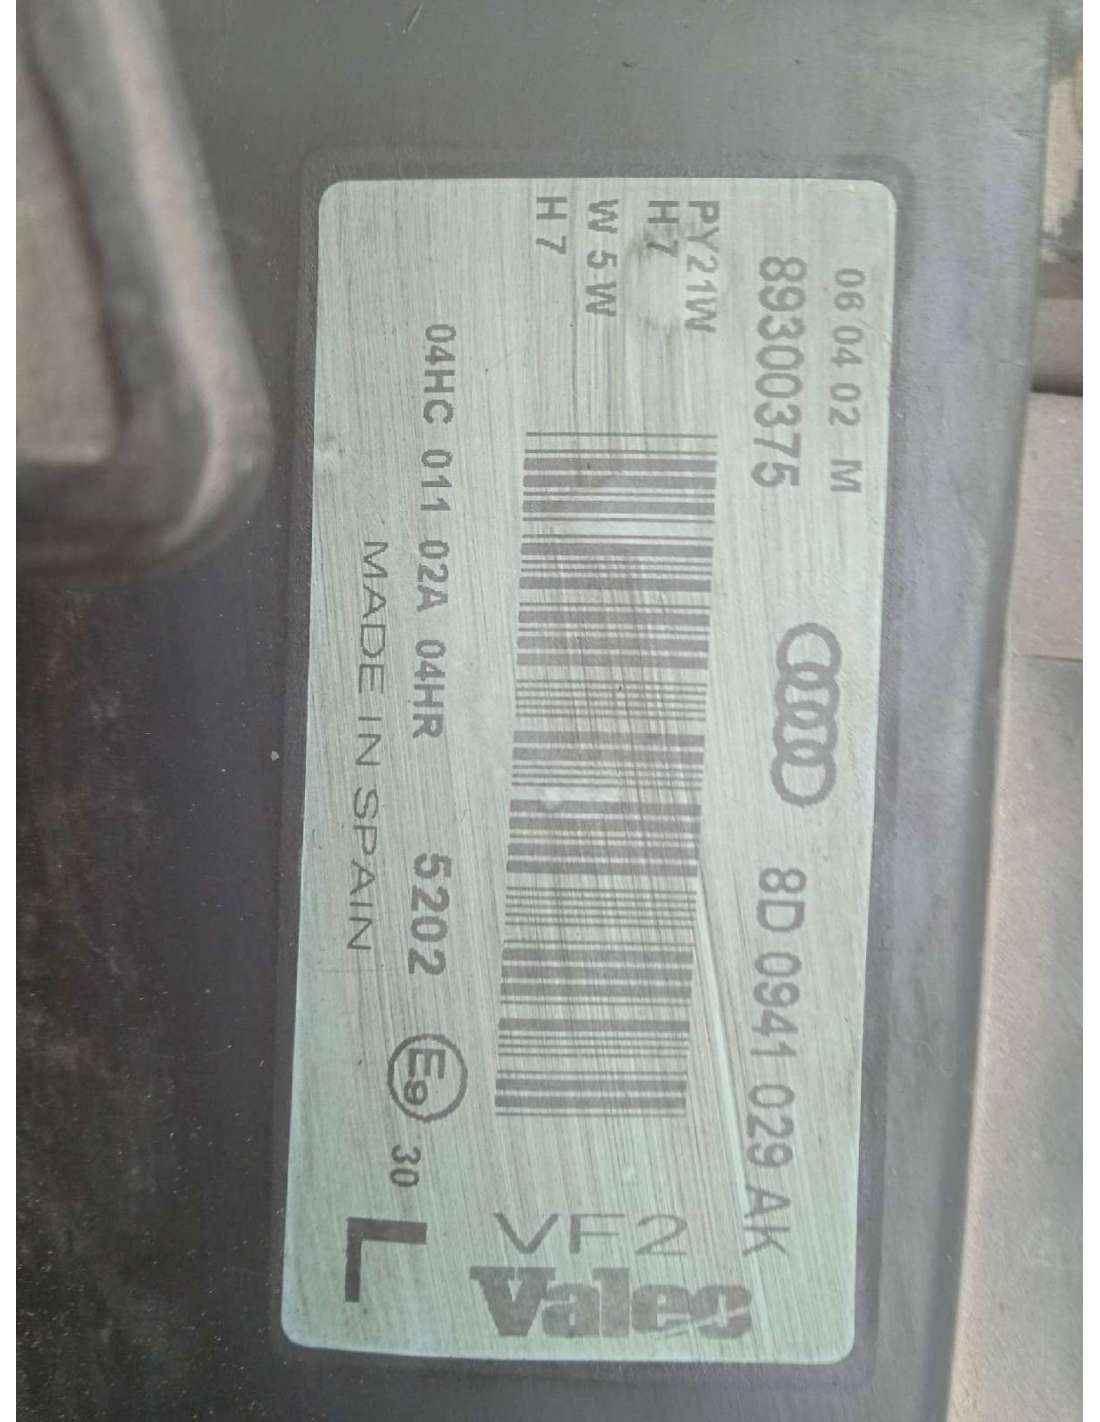 06 04 02 M
89300375
8D 0941 029 AK
PY21W
H7
W 5 W
H 7
VF2
Valeo
04HC 011 02A 04HR 5202 E9 30
MADE IN SPAIN
L